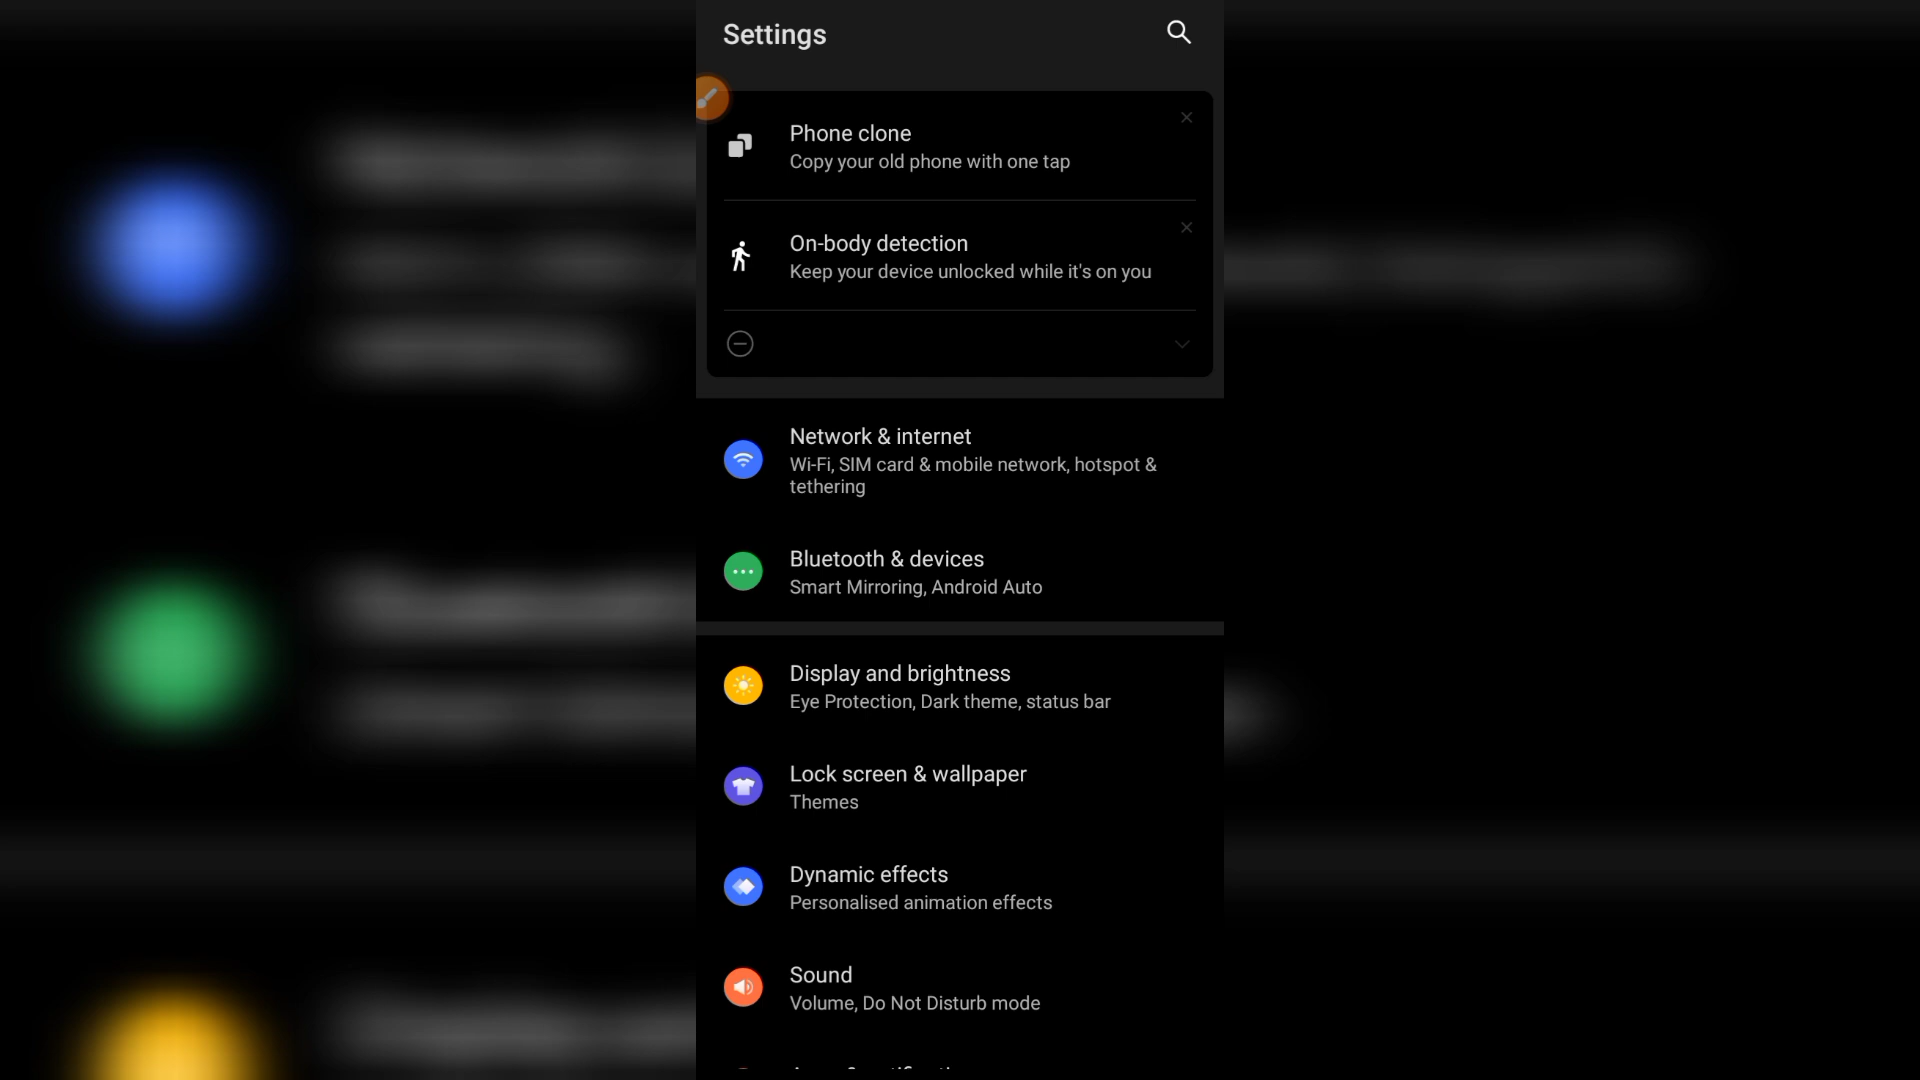 Settings
Phone clone
Copy your old phone with one tap
On-body detection
Keep your device unlocked while it's on you
Network & internet
Wi-Fi, SIM card & mobile network, hotspot &
tethering
Bluetooth & devices
Smart Mirroring, Android Auto
Display and brightness
Eye Protection, Dark theme, status bar
Lock screen & wallpaper
Themes
Dynamic effects
Personalised animation effects
Sound
Volume, Do Not Disturb mode